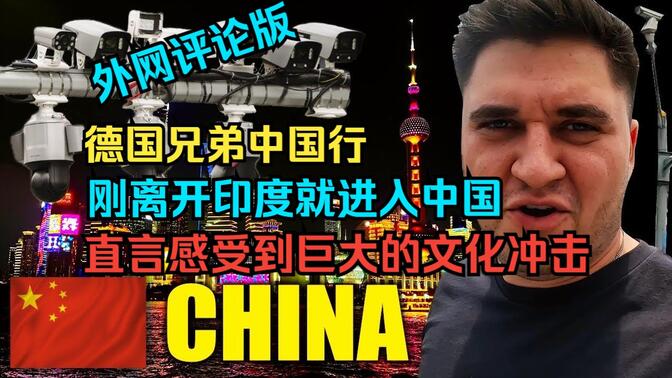 外网评论版
德国兄弟中国行
刚离开印度就进入中国
直言感受到巨大的文化冲击
CHINA